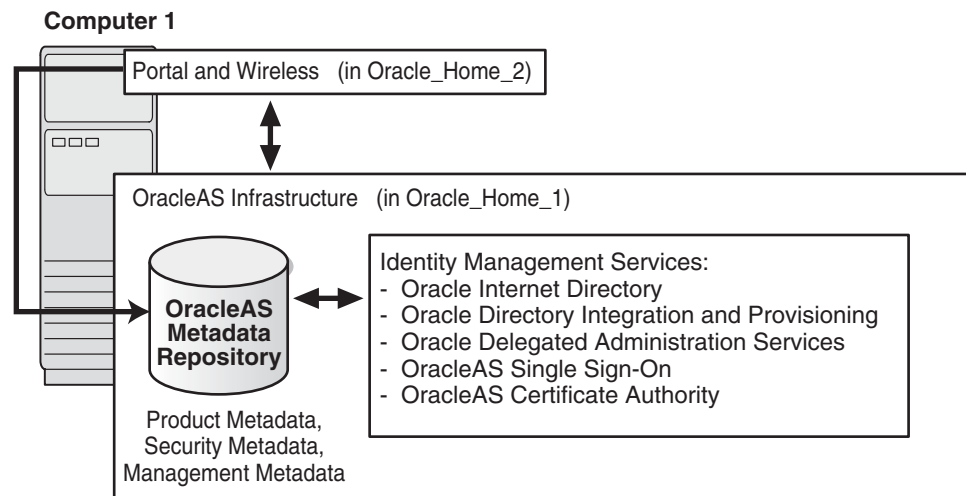 Computer 1
Portal and Wireless (in Oracle_Home_2)
OracleAS Infrastructure (in Oracle_Home_1)
OracleAS
Metadata
Repository
Product Metadata,
Security Metadata,
Management Metadata
Identity Management Services:
- Oracle Internet Directory
- Oracle Directory Integration and Provisioning
- Oracle Delegated Administration Services
- OracleAS Single Sign-On
- OracleAS Certificate Authority